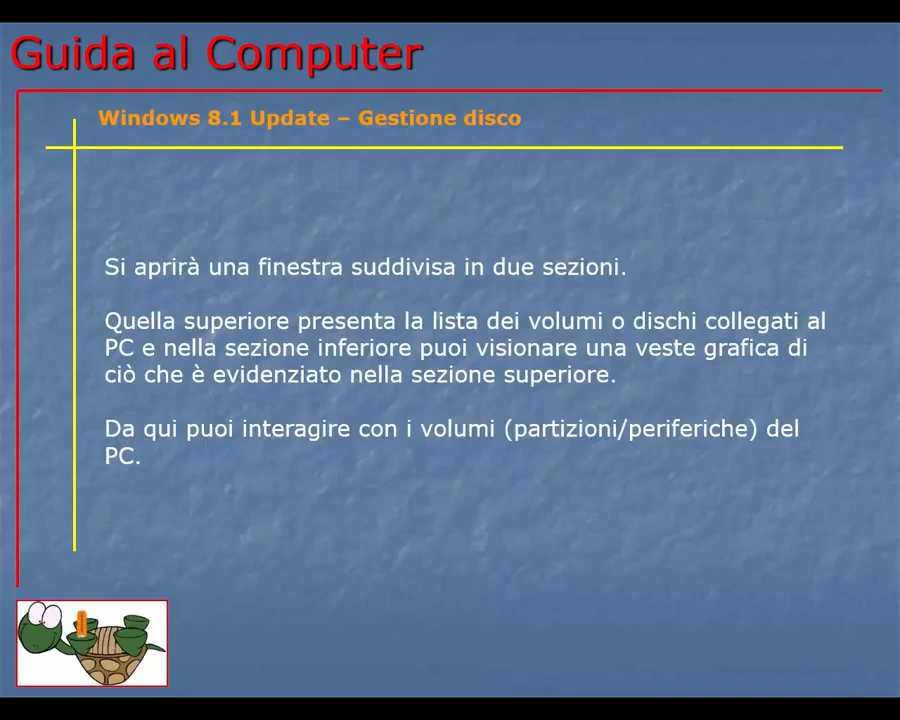 Guida al Computer
Windows 8.1 Update – Gestione disco
Si aprirà una finestra suddivisa in due sezioni.
Quella superiore presenta la lista dei volumi o dischi collegati al
PC e nella sezione inferiore puoi visionare una veste grafica di
ciò che è evidenziato nella sezione superiore.
Da qui puoi interagire con i volumi (partizioni/periferiche) del
PC.